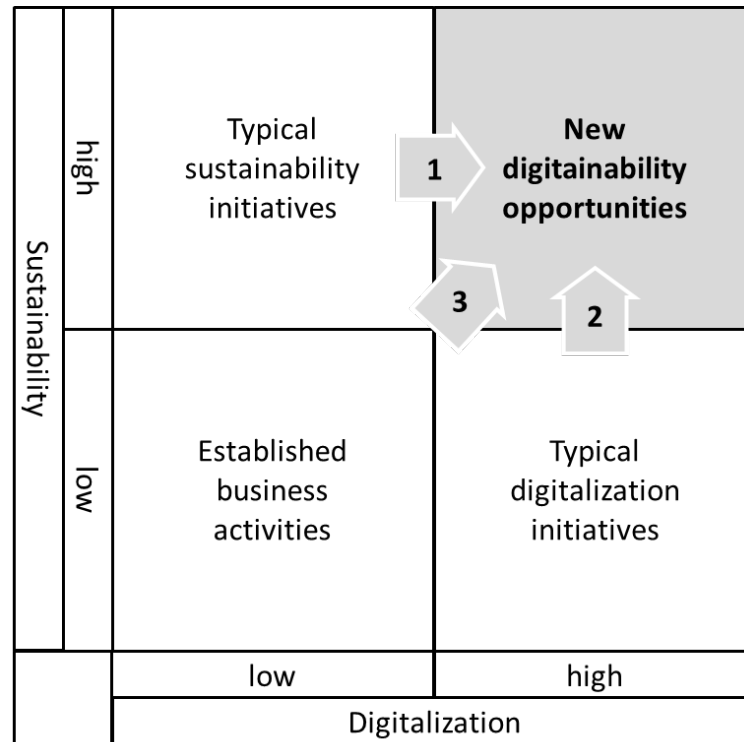 Sustainability
high
low
Typical
sustainability
initiatives
1
New
digitainability
opportunities
3
2
Established
business
activities
Typical
digitalization
initiatives
low
high
Digitalization